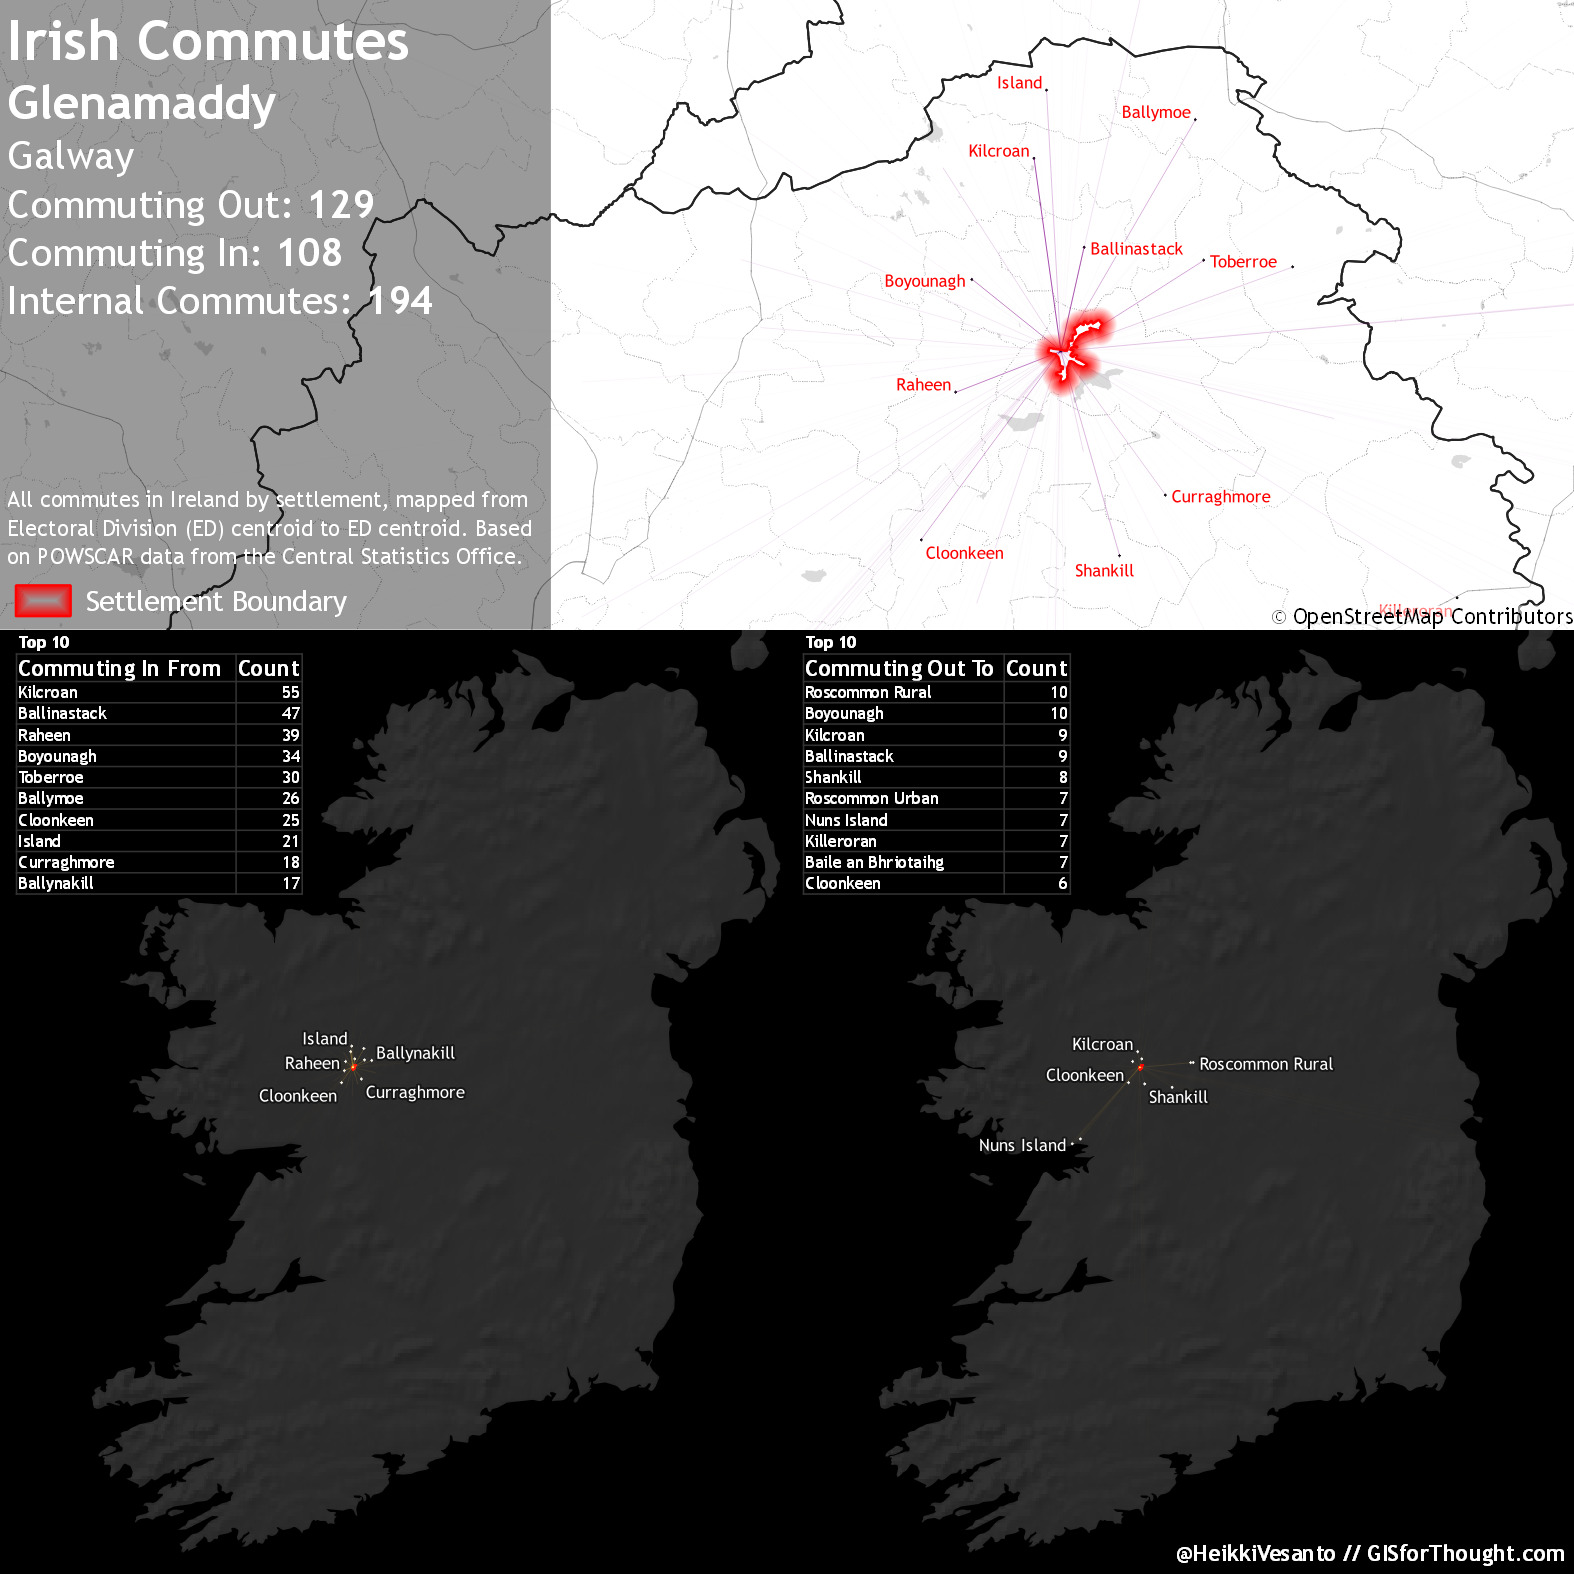 Irish Commutes
Glenamaddy
Galway
Commuting Out: 129
Commuting In: 108
Internal Commutes: 194
All commutes in Ireland by settlement, mapped from
Electoral Division (ED) centroid to ED centroid. Based
on POWSCAR data from the Central Statistics Office.
Settlement Boundary
Island
Ballymoe
Kilcroan
Ballinastack
Toberroe
Boyounagh
Raheen
Curraghmore
Cloonkeen
Shankill
Killeroran
© OpenStreetMap Contributors
Top 10
Commuting In From Count
Kilcroan 55
Ballinastack 47
Raheen 39
Boyounagh 34
Toberroe 30
Ballymoe 26
Cloonkeen 25
Island 21
Curraghmore 18
Ballynakill 17
Island
Ballynakill
Raheen
Cloonkeen
Curraghmore
Top 10
Commuting Out To Count
Roscommon Rural 10
Boyounagh 10
Kilcroan 9
Ballinastack 9
Shankill 8
Roscommon Urban 7
Nuns Island 7
Killeroran 7
Baile an Bhriotaihg 7
Cloonkeen 6
Kilcroan
Roscommon Rural
Cloonkeen
Shankill
Nuns Island
@HeikkiVesanto // GISforThought.com